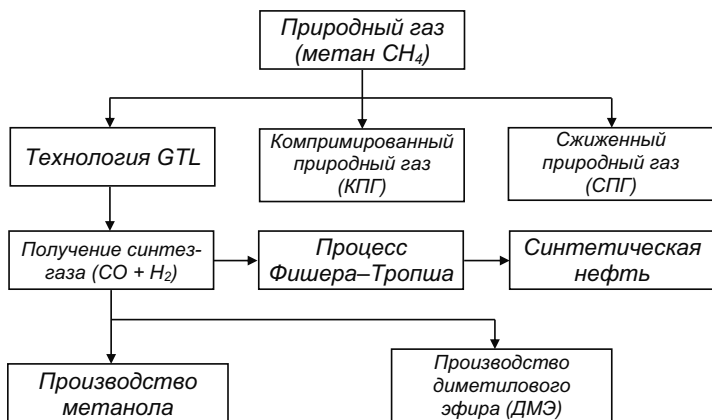 Природный газ
(метан CH₄)
Технология GTL
Компримированный
природный газ
(КПГ)
Сжиженный
природный газ
(СПГ)
Получение синтез-
газа (CO + H₂)
Процесс
Фишера–Тропша
Синтетическая
нефть
Производство
метанола
Производство
диметилового
эфира (ДМЭ)